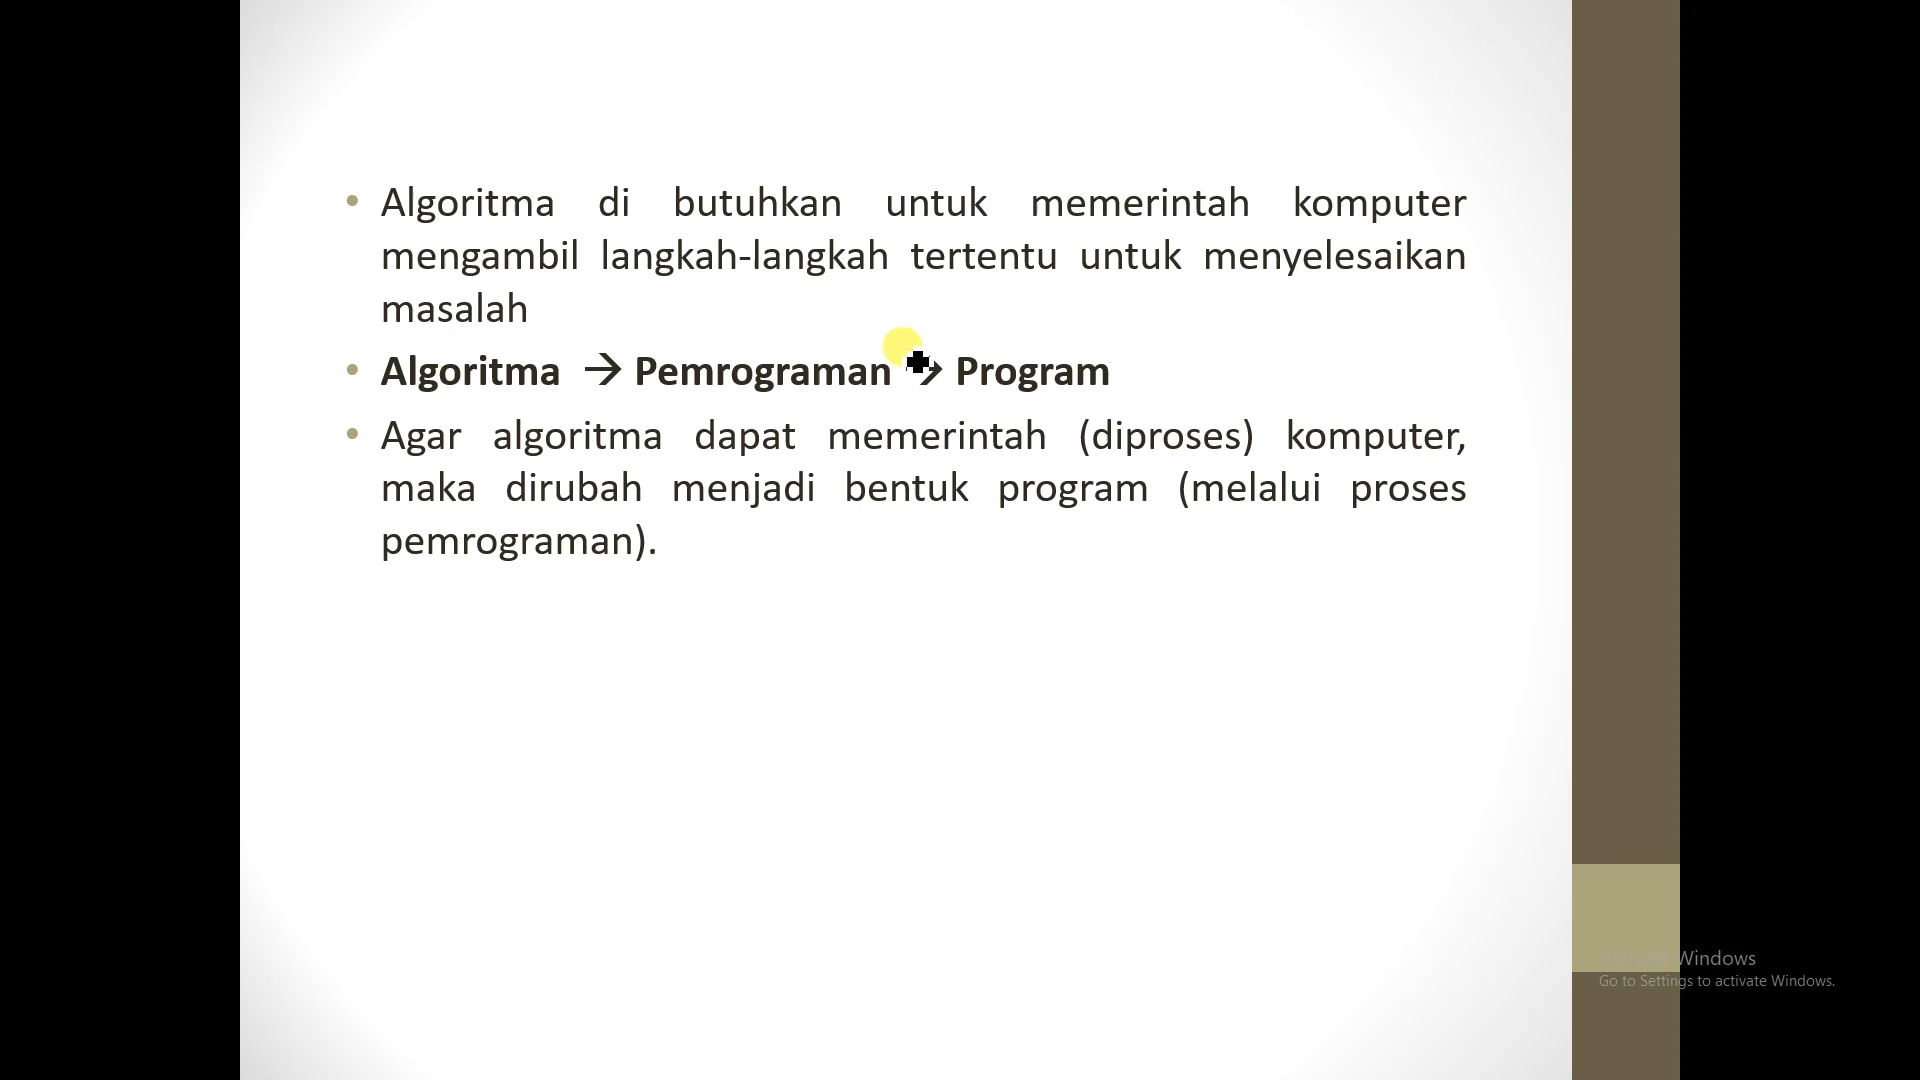 • Algoritma di butuhkan untuk memerintah komputer
mengambil langkah-langkah tertentu untuk menyelesaikan
masalah
• Algoritma → Pemrograman → Program
• Agar algoritma dapat memerintah (diproses) komputer,
maka dirubah menjadi bentuk program (melalui proses
pemrograman).
Activate Windows
Go to Settings to activate Windows.